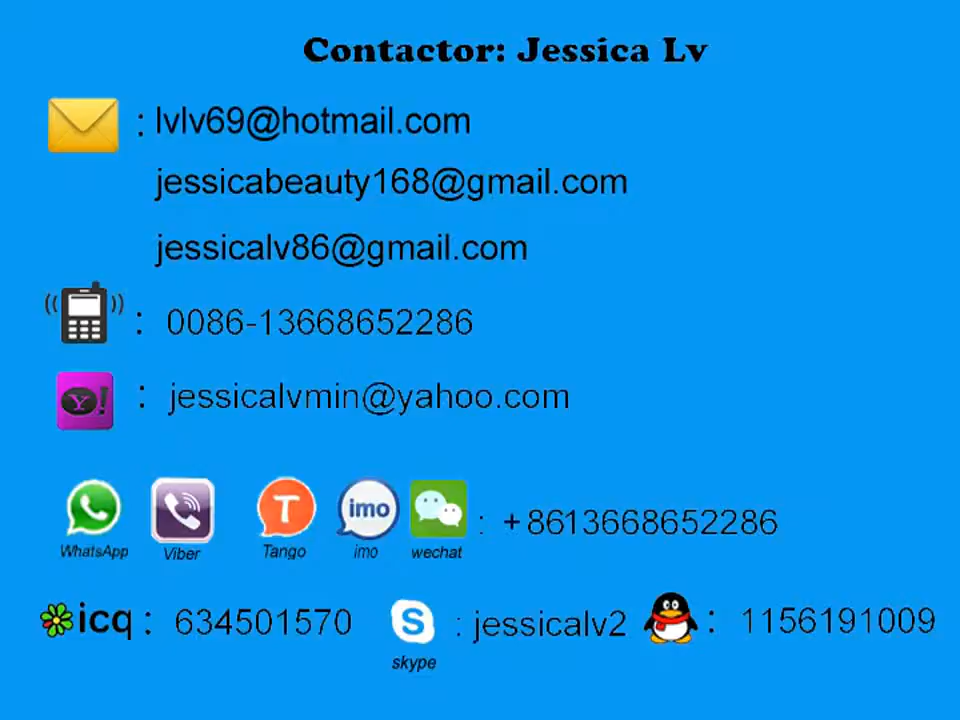 Contactor: Jessica Lv
: lvlv69@hotmail.com
jessicabeauty168@gmail.com
jessicalv86@gmail.com
: 0086-13668652286
Y! : jessicalvmin@yahoo.com
T imo : +8613668652286
WhatsApp Viber Tango imo wechat
icq : 634501570 S : jessicalv2 : 1156191009
skype